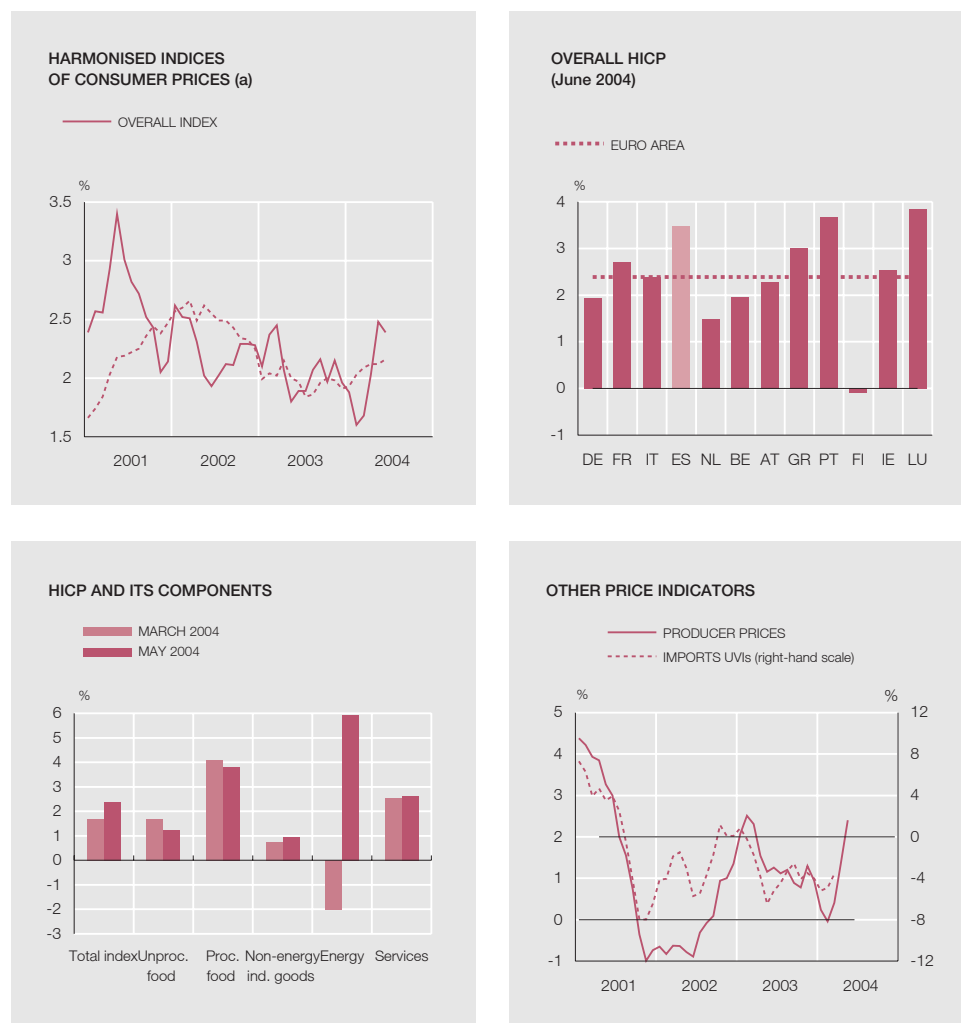 HARMONISED INDICES
OF CONSUMER PRICES (a)
OVERALL INDEX
%
3.5
3
2.5
2
1.5
2001 2002 2003 2004
OVERALL HICP
(June 2004)
EURO AREA
%
4
3
2
1
0
-1
DE FR IT ES NL BE AT GR PT FI IE LU
HICP AND ITS COMPONENTS
MARCH 2004
MAY 2004
%
6
5
4
3
2
1
0
-1
-2
-3
Total index Unproc. Proc. Non-energy Energy Services
food food ind. goods
OTHER PRICE INDICATORS
PRODUCER PRICES
IMPORTS UVIs (right-hand scale)
% %
5 12
4 8
3 4
2 0
1 -4
0 -8
-1 -12
2001 2002 2003 2004